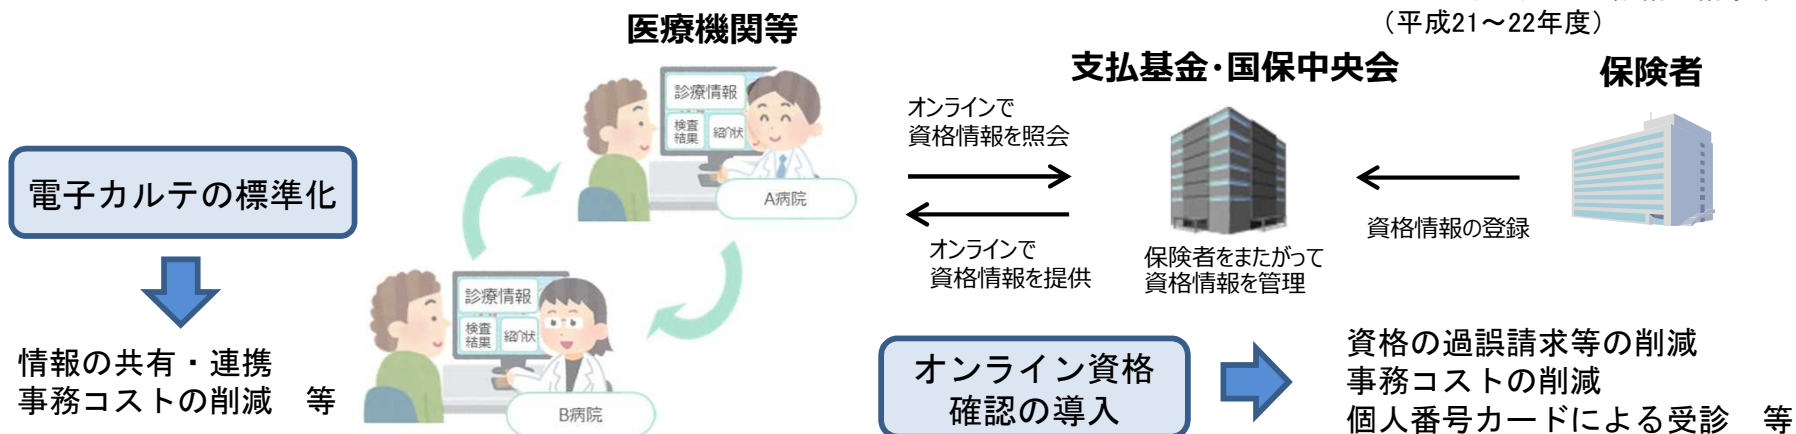 （平成21～22年度）
医療機関等
支払基金・国保中央会
保険者
診療情報
検査
結果
紹介状
A病院
オンラインで
資格情報を照会
オンラインで
資格情報を提供
保険者をまたがって
資格情報を管理
資格情報の登録
電子カルテの標準化
情報の共有・連携
事務コストの削減　等
診療情報
検査
結果
紹介状
B病院
オンライン資格
確認の導入
資格の過誤請求等の削減
事務コストの削減
個人番号カードによる受診　等